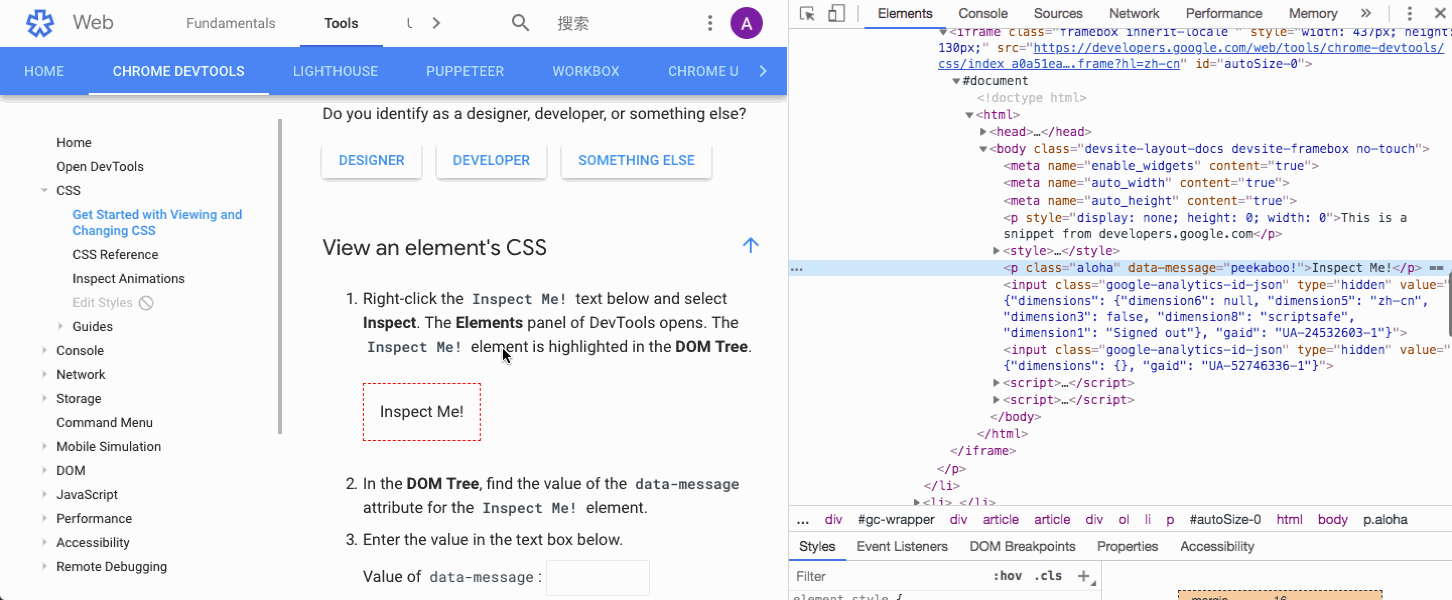 Web Fundamentals Tools 搜索 A
HOME CHROME DEVTOOLS LIGHTHOUSE PUPPETEER WORKBOX CHROME U
Home
Open DevTools
CSS
Get Started with Viewing and
Changing CSS
CSS Reference
Inspect Animations
Edit Styles
Guides
Console
Network
Storage
Command Menu
Mobile Simulation
DOM
JavaScript
Performance
Accessibility
Remote Debugging
Do you identify as a designer, developer, or something else?
DESIGNER DEVELOPER SOMETHING ELSE
View an element's CSS
1. Right-click the Inspect Me! text below and select
Inspect. The Elements panel of DevTools opens. The
Inspect Me! element is highlighted in the DOM Tree.
Inspect Me!
2. In the DOM Tree, find the value of the data-message
attribute for the Inspect Me! element.
3. Enter the value in the text box below.
Value of data-message :
Elements Console Sources Network Performance Memory »
<iframe class="framebox inherit-locale " style="width: 437px; height:
130px;" src="https://developers.google.com/web/tools/chrome-devtools/
css/index_a0a51ea….frame?hl=zh-cn" id="autoSize-0">
#document
<!doctype html>
<html>
<head>…</head>
<body class="devsite-layout-docs devsite-framebox no-touch">
<meta name="enable_widgets" content="true">
<meta name="auto_width" content="true">
<meta name="auto_height" content="true">
<p style="display: none; height: 0; width: 0">This is a
snippet from developers.google.com</p>
<style>…</style>
… <p class="aloha" data-message="peekaboo!">Inspect Me!</p> ==
<input class="google-analytics-id-json" type="hidden" value="
{"dimensions": {"dimension6": null, "dimension5": "zh-cn",
"dimension3": false, "dimension8": "scriptsafe",
"dimension1": "Signed out"}, "gaid": "UA-24532603-1"}">
<input class="google-analytics-id-json" type="hidden" value="
{"dimensions": {}, "gaid": "UA-52746336-1"}">
<script>…</script>
<script>…</script>
</body>
</html>
</iframe>
</p>
</li>
<li>…</li>
... div #gc-wrapper div article article div ol li p #autoSize-0 html body p.aloha
Styles Event Listeners DOM Breakpoints Properties Accessibility
Filter :hov .cls +
element.style {
margin 16